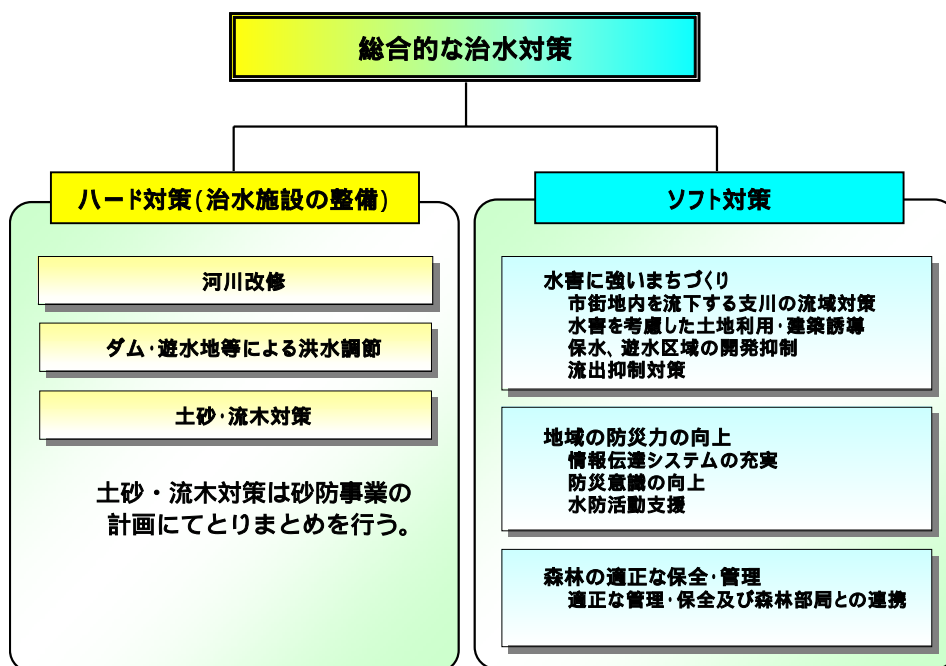 総合的な治水対策
ハード対策(治水施設の整備)
河川改修
ダム・遊水地等による洪水調節
土砂・流木対策
土砂・流木対策は砂防事業の
計画にてとりまとめを行う。
ソフト対策
水害に強いまちづくり
市街地内を流下する支川の流域対策
水害を考慮した土地利用・建築誘導
保水、遊水区域の開発抑制
流出抑制対策
地域の防災力の向上
情報伝達システムの充実
防災意識の向上
水防活動支援
森林の適正な保全・管理
適正な管理・保全及び森林部局との連携